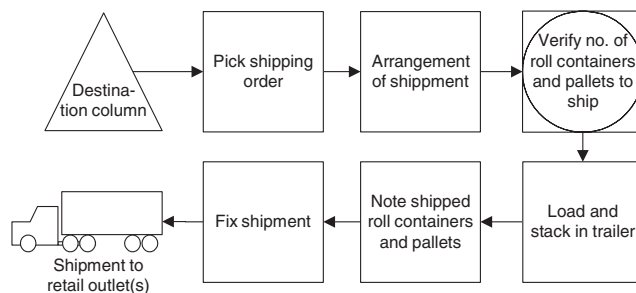 Destina-
tion column
Pick shipping
order
Arrangement
of shippment
Verify no. of
roll containers
and pallets to
ship
Load and
stack in trailer
Note shipped
roll containers
and pallets
Fix shipment
Shipment to
retail outlet(s)